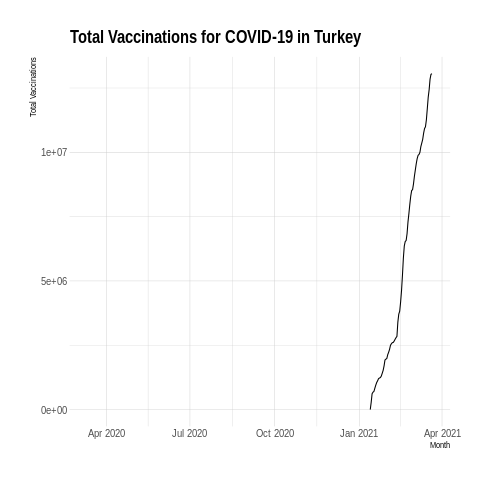 Total Vaccinations for COVID-19 in Turkey
Total Vaccinations
1e+07
5e+06
0e+00
Apr 2020 Jul 2020 Oct 2020 Jan 2021 Apr 2021
Month